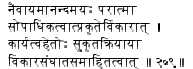 नैवायमानन्दमयः परात्मा
सोपाधिकत्वात्प्रकृतेर्विकारात् ।
कार्यत्वहेतोः सुकृतक्रियाया
विकारसंघातसमाहितत्वात् ॥ २०९ ॥